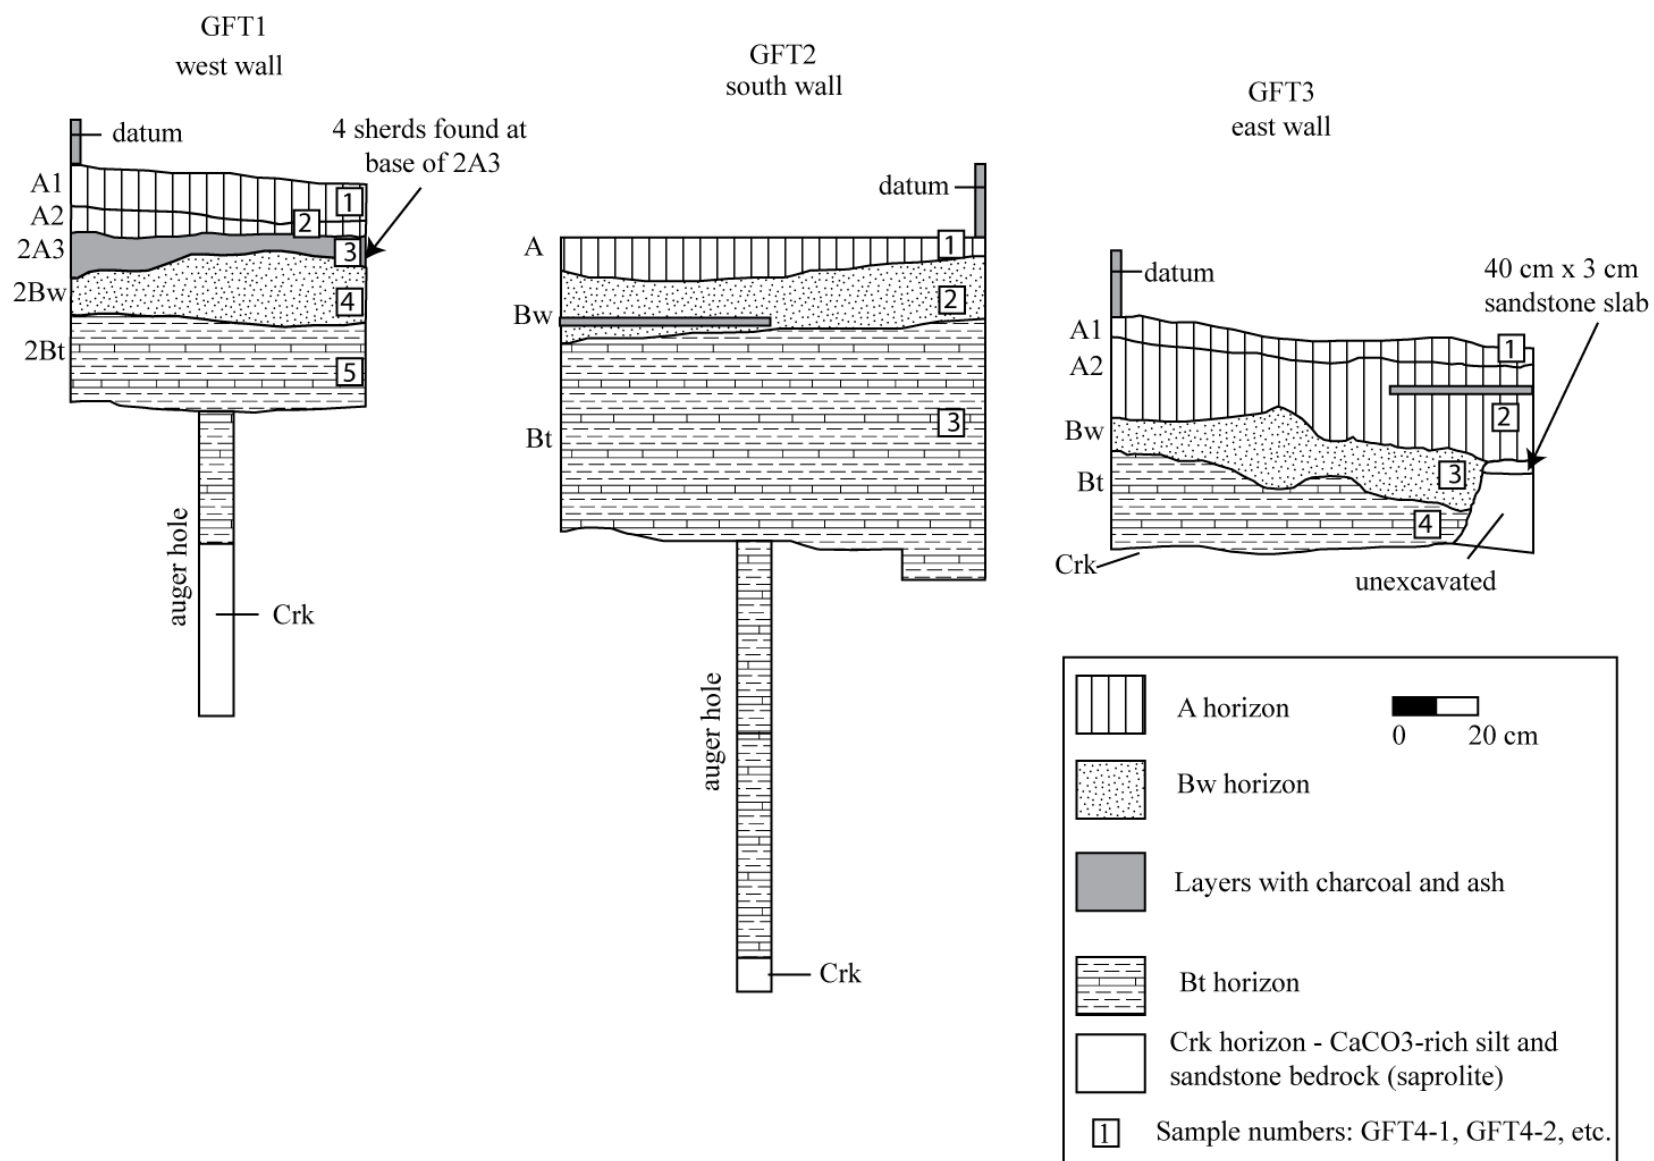 GFT1
west wall
datum
4 sherds found at
base of 2A3
A1
A2
2A3
2Bw
2Bt
1
2
3
4
5
auger hole
Crk
GFT2
south wall
datum
A
Bw
Bt
1
2
3
auger hole
Crk
GFT3
east wall
datum
40 cm x 3 cm
sandstone slab
A1
A2
Bw
Bt
Crk
1
2
3
4
unexcavated
A horizon
0 20 cm
Bw horizon
Layers with charcoal and ash
Bt horizon
Crk horizon - CaCO3-rich silt and
sandstone bedrock (saprolite)
1 Sample numbers: GFT4-1, GFT4-2, etc.